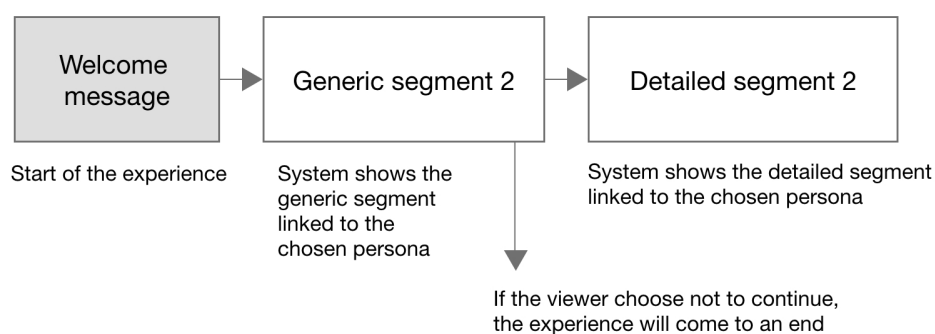 Welcome
message
Generic segment 2
Detailed segment 2
Start of the experience
System shows the
generic segment
linked to the
chosen persona
System shows the detailed segment
linked to the chosen persona
If the viewer choose not to continue,
the experience will come to an end